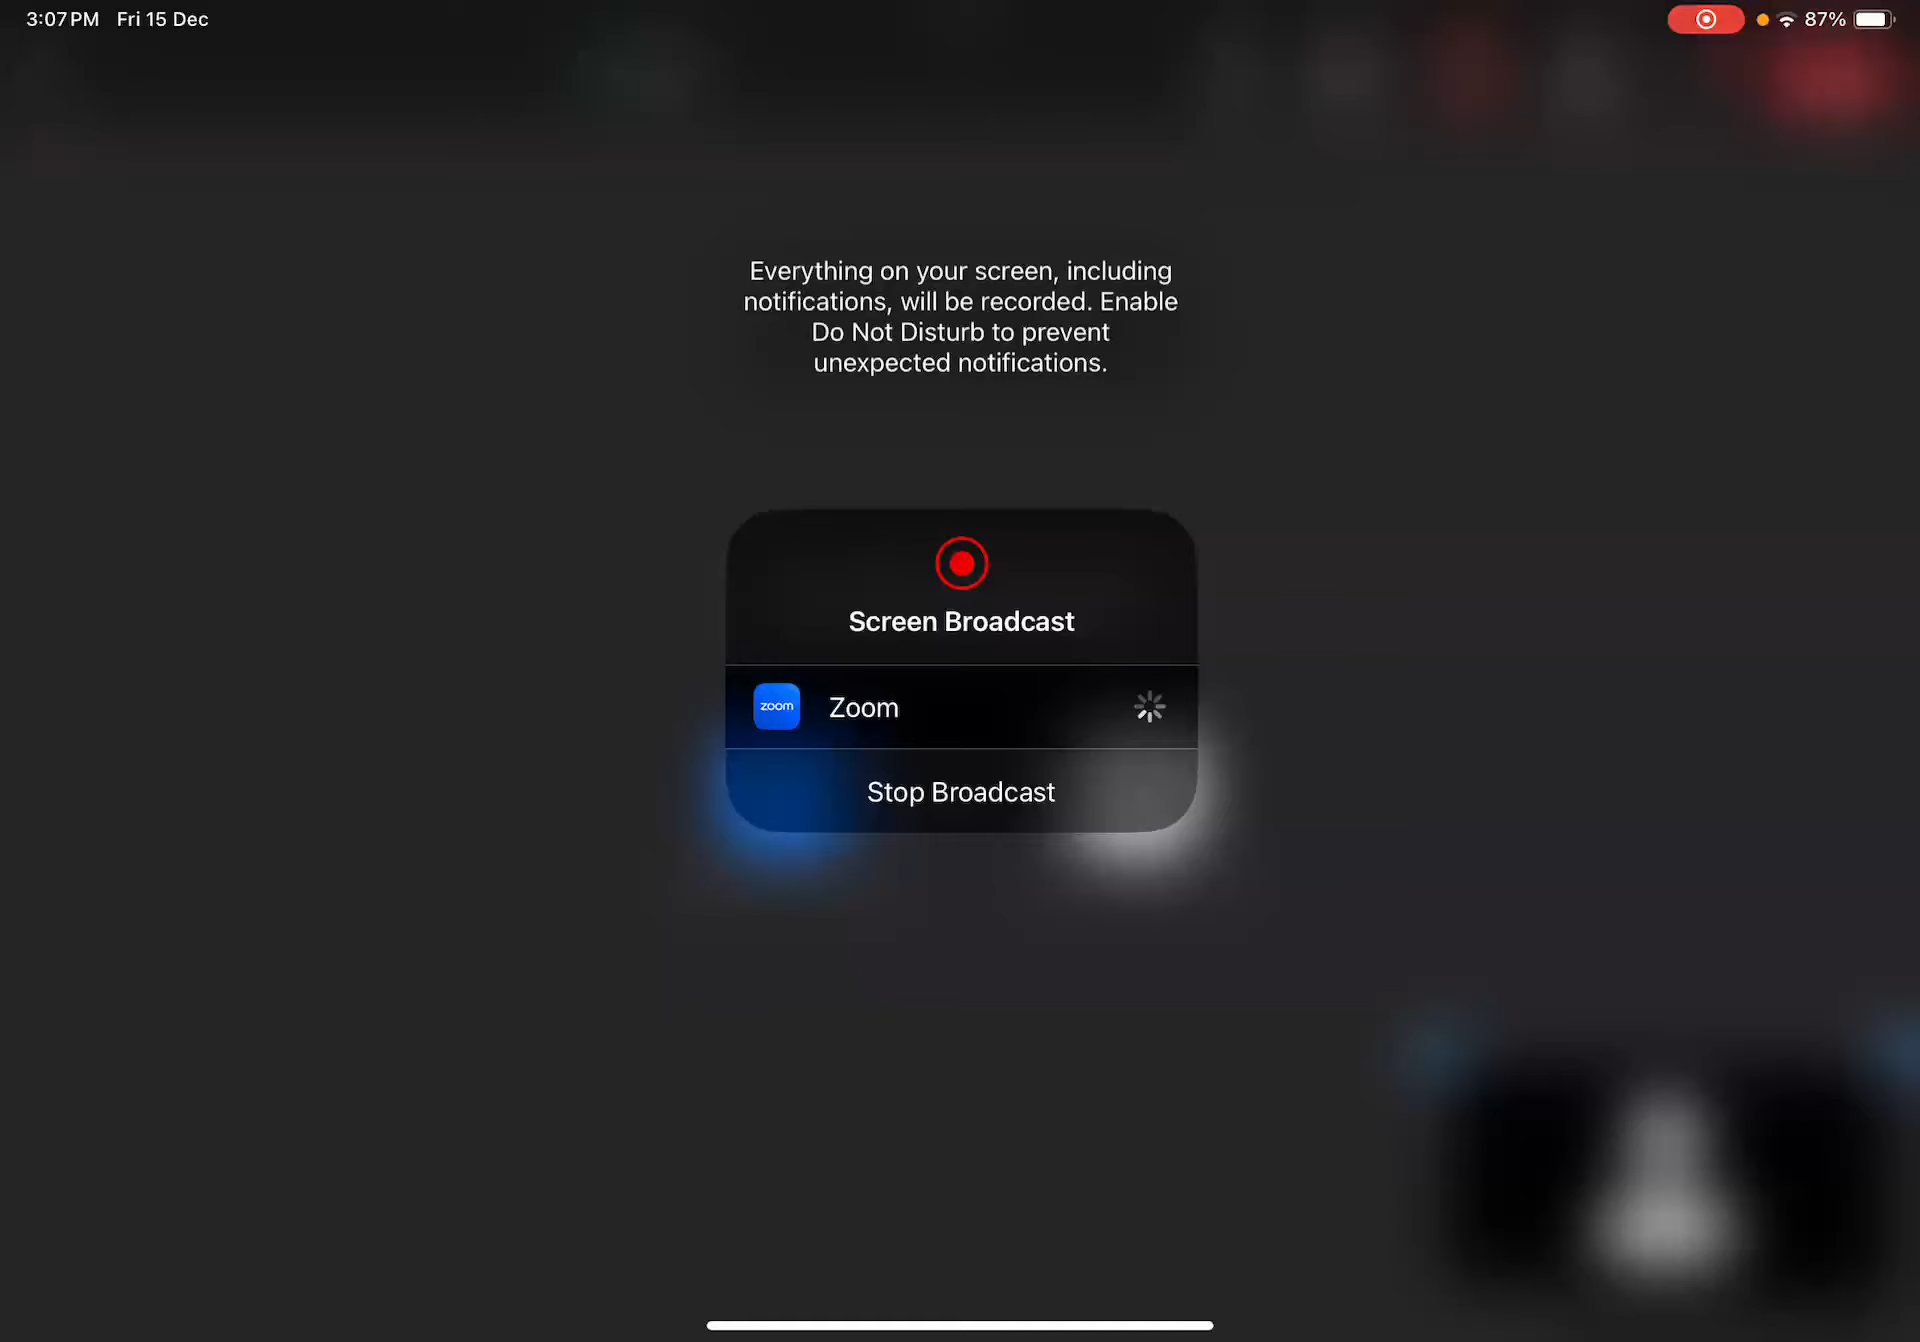 3:07 PM Fri 15 Dec
87%
Everything on your screen, including
notifications, will be recorded. Enable
Do Not Disturb to prevent
unexpected notifications.
Screen Broadcast
zoom
Zoom
Stop Broadcast